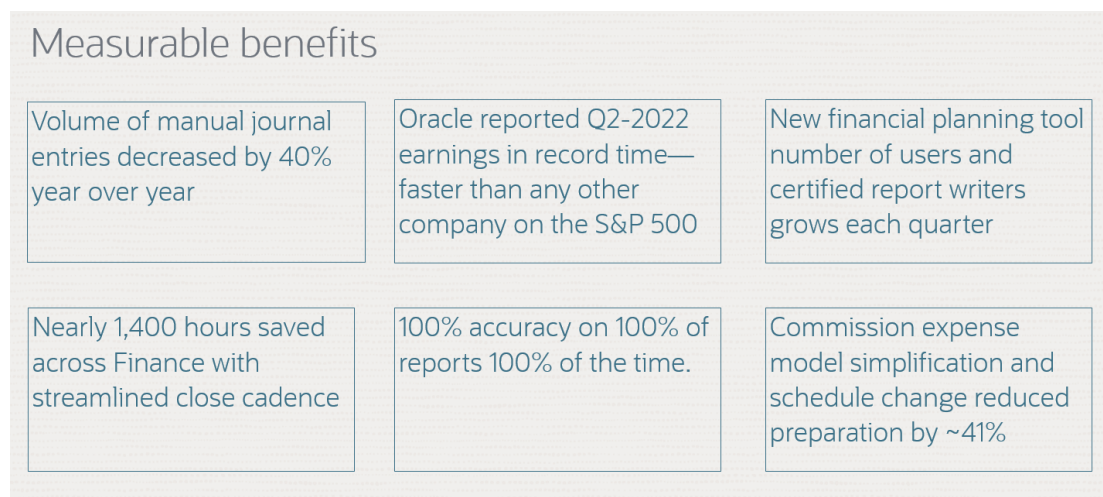 Measurable benefits
Volume of manual journal
entries decreased by 40%
year over year
Oracle reported Q2-2022
earnings in record time—
faster than any other
company on the S&P 500
New financial planning tool
number of users and
certified report writers
grows each quarter
Nearly 1,400 hours saved
across Finance with
streamlined close cadence
100% accuracy on 100% of
reports 100% of the time.
Commission expense
model simplification and
schedule change reduced
preparation by ~41%